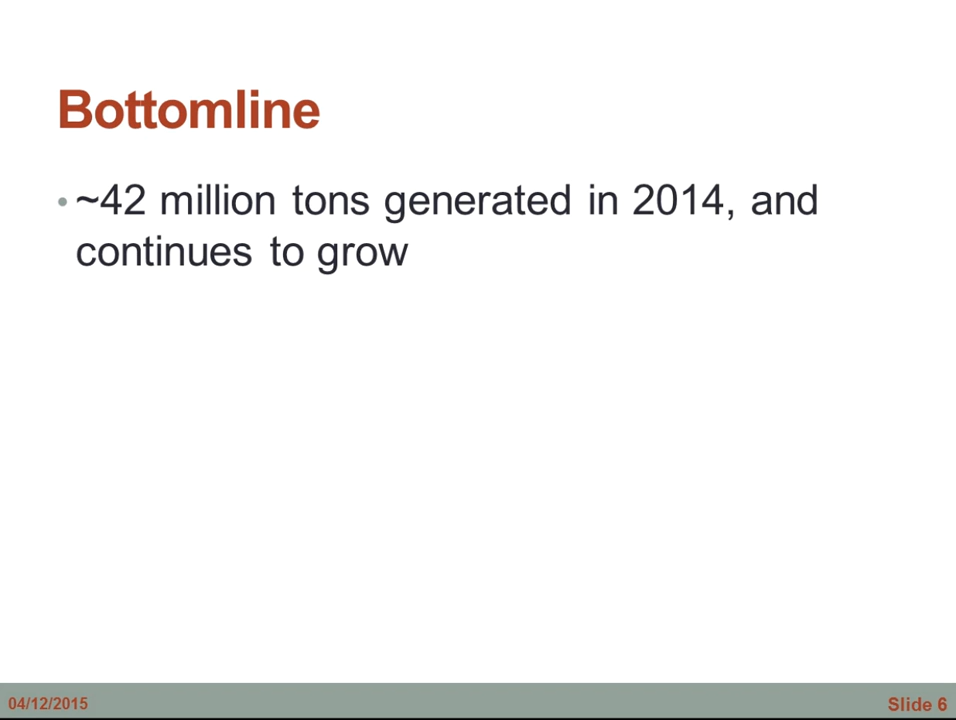 Bottomline
• ~42 million tons generated in 2014, and
continues to grow
04/12/2015
Slide 6